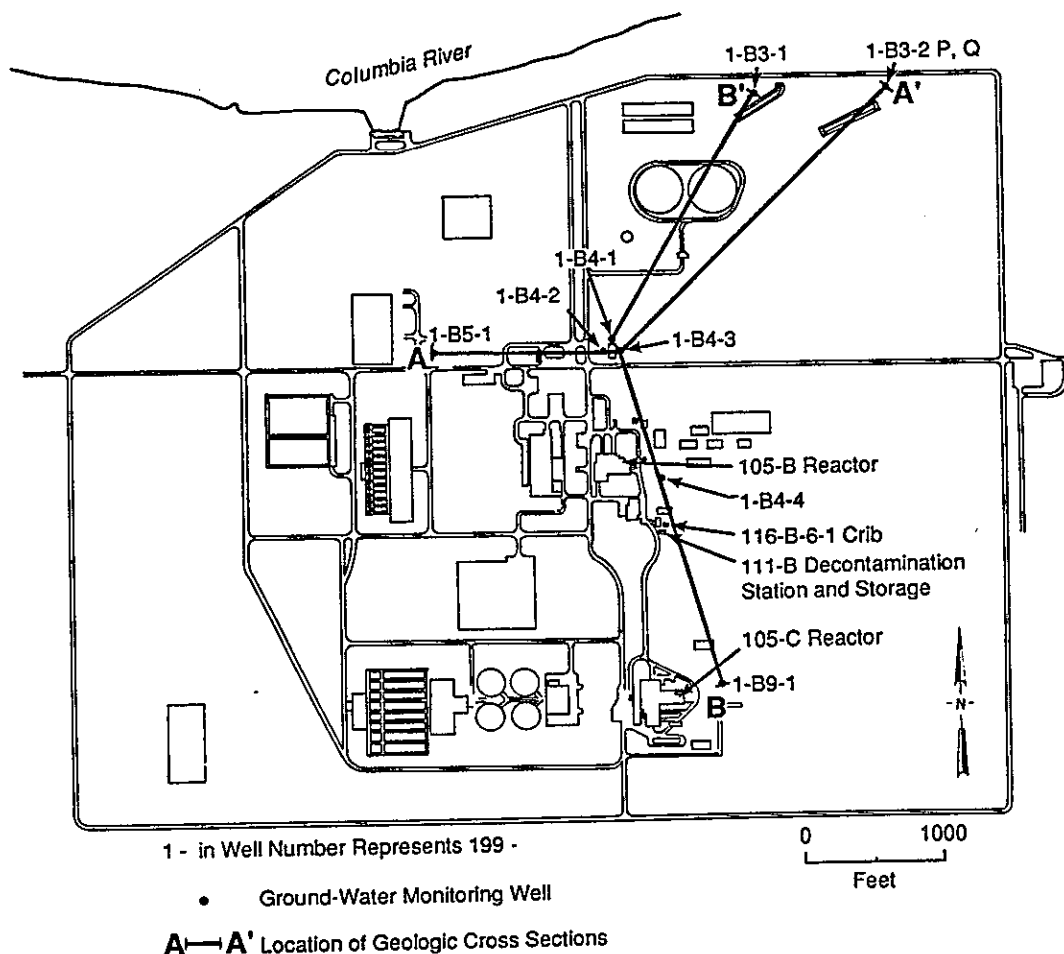 Columbia River
1-B3-1
1-B3-2 P, Q
B'
A'
1-B4-1
1-B4-2
1-B5-1
A
1-B4-3
105-B Reactor
1-B4-4
116-B-6-1 Crib
111-B Decontamination
Station and Storage
105-C Reactor
1-B9-1
B
-N-
0 1000
Feet
1 - in Well Number Represents 199 -
• Ground-Water Monitoring Well
A A' Location of Geologic Cross Sections